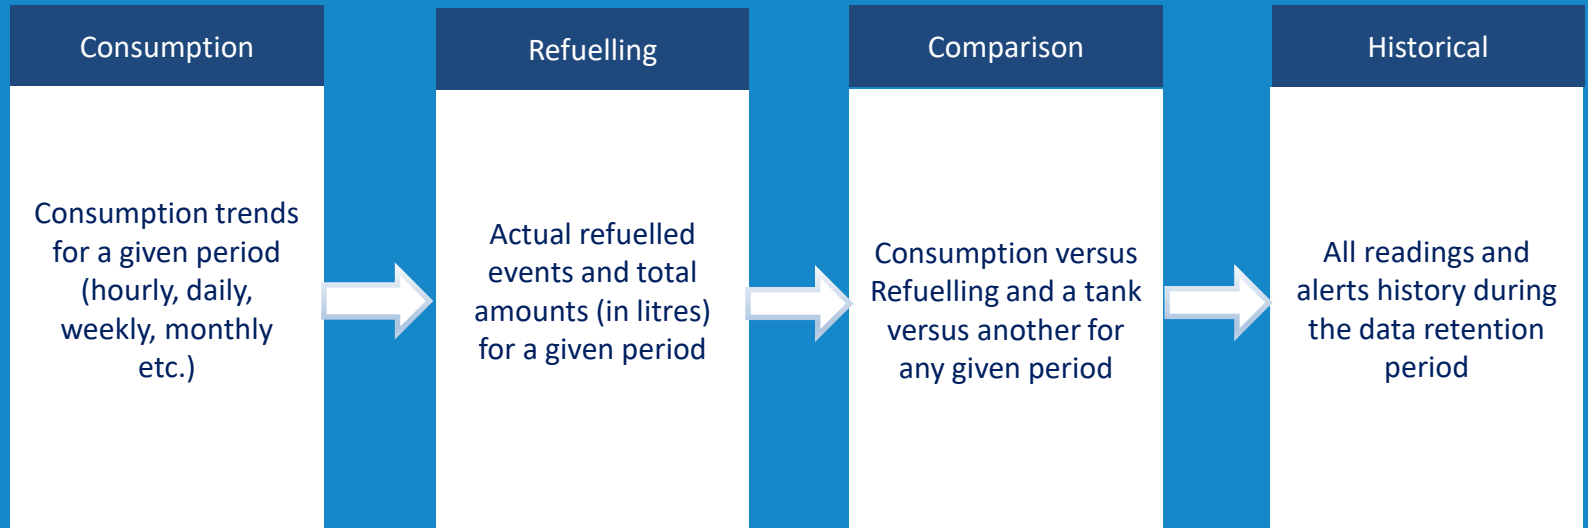 Consumption
Consumption trends
for a given period
(hourly, daily,
weekly, monthly
etc.)
Refuelling
Actual refuelled
events and total
amounts (in litres)
for a given period
Comparison
Consumption versus
Refuelling and a tank
versus another for
any given period
Historical
All readings and
alerts history during
the data retention
period